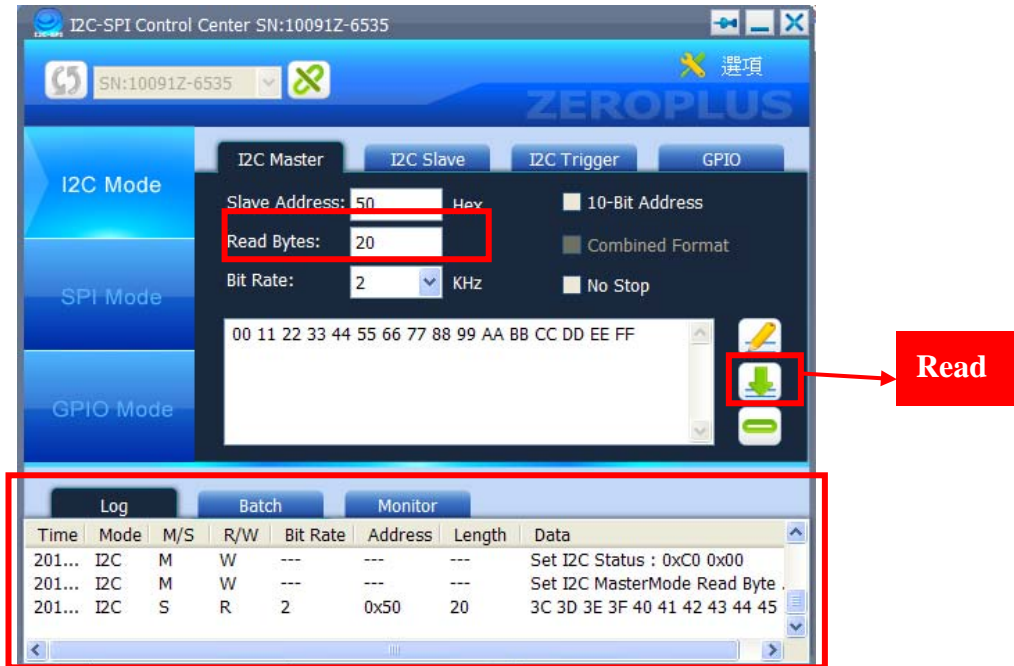 I2C-SPI Control Center SN:10091Z-6535
SN:10091Z-6535
選項
ZEROPLUS
I2C Mode
SPI Mode
GPIO Mode
I2C Master I2C Slave I2C Trigger GPIO
Slave Address: 50 Hex 10-Bit Address
Read Bytes: 20 Combined Format
Bit Rate: 2 KHz No Stop
00 11 22 33 44 55 66 77 88 99 AA BB CC DD EE FF
Read
Log Batch Monitor
Time Mode M/S R/W Bit Rate Address Length Data
201... I2C M W --- --- --- Set I2C Status : 0xC0 0x00
201... I2C M W --- --- --- Set I2C MasterMode Read Byte .
201... I2C S R 2 0x50 20 3C 3D 3E 3F 40 41 42 43 44 45